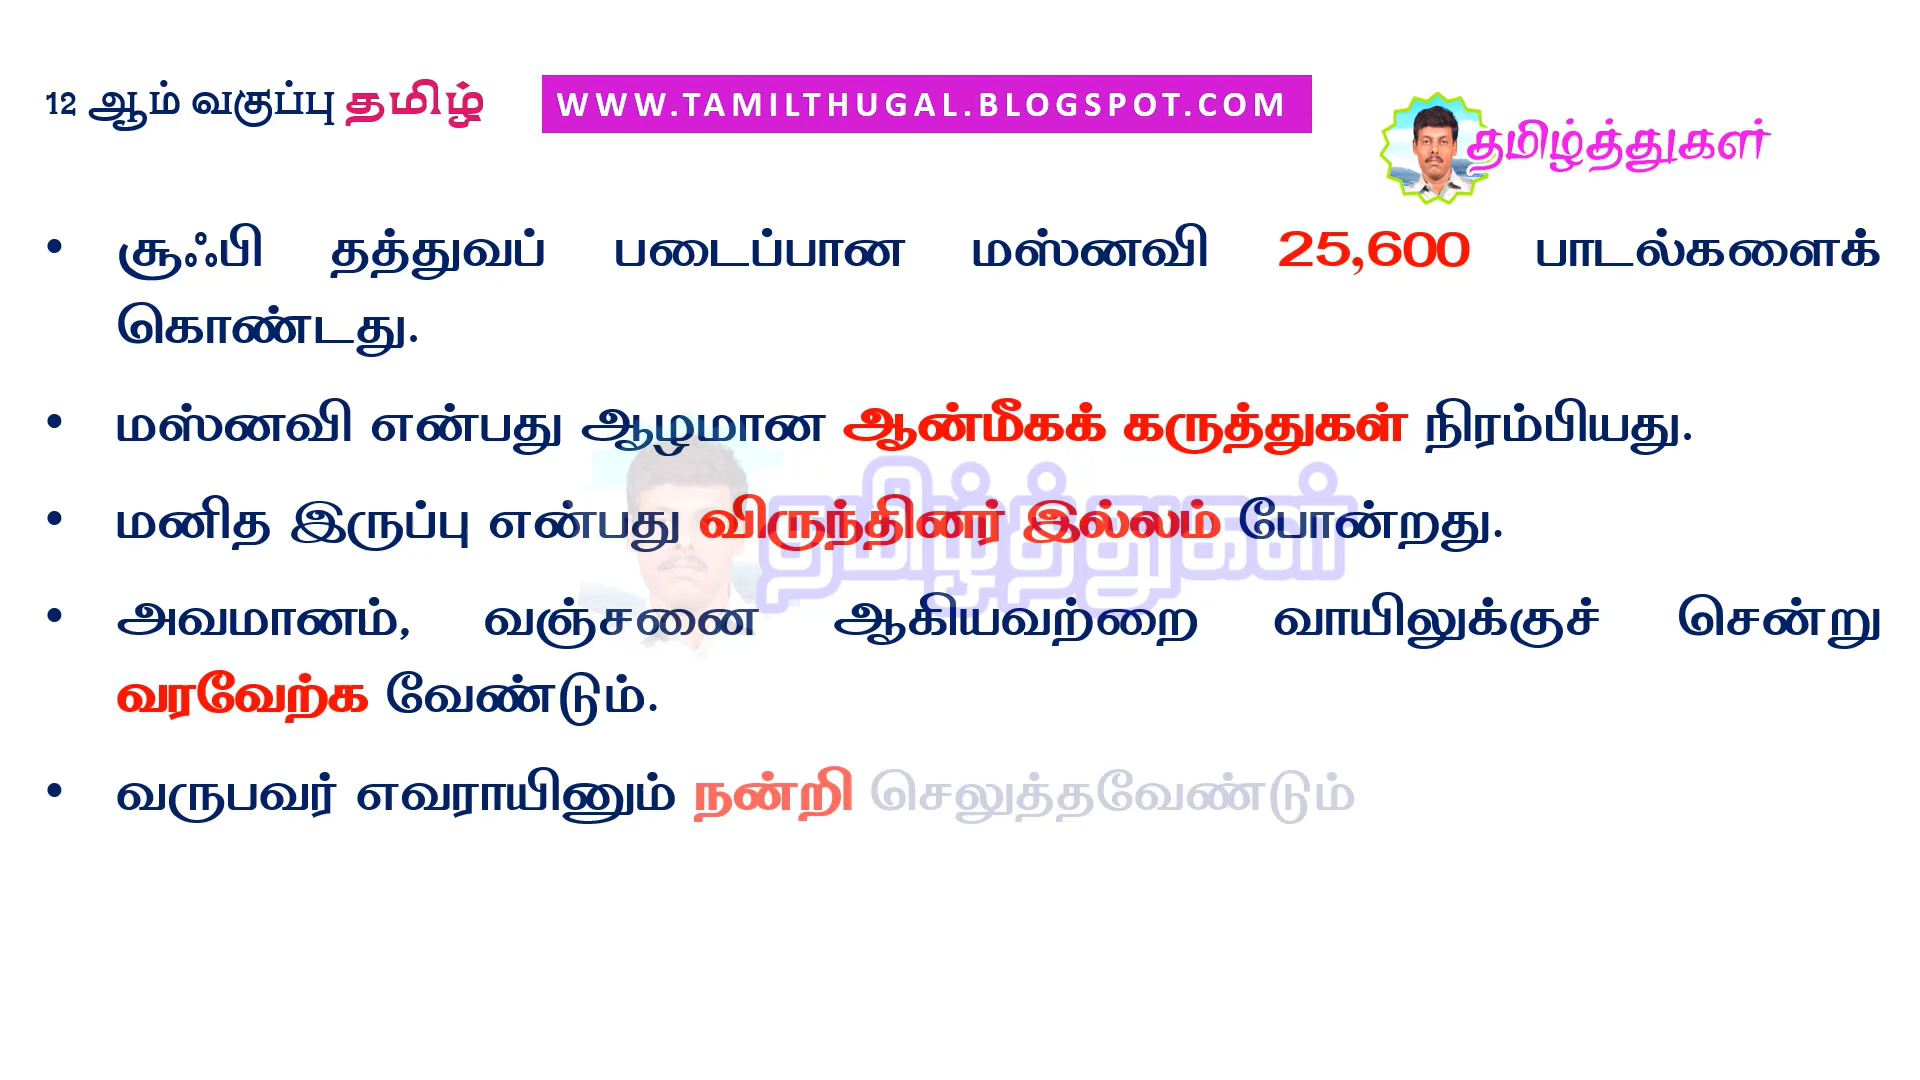 12 ஆம் வகுப்பு தமிழ்
WWW.TAMILTHUGAL.BLOGSPOT.COM
தமிழ்த்துகள்
• சூஃபி தத்துவப் படைப்பான மஸ்னவி 25,600 பாடல்களைக்
கொண்டது.
• மஸ்னவி என்பது ஆழமான ஆன்மீகக் கருத்துகள் நிரம்பியது.
• மனித இருப்பு என்பது விருந்தினர் இல்லம் போன்றது.
தமிழ்த்துகள்
• அவமானம், வஞ்சனை ஆகியவற்றை வாயிலுக்குச் சென்று
வரவேற்க வேண்டும்.
• வருபவர் எவராயினும் நன்றி செலுத்தவேண்டும்